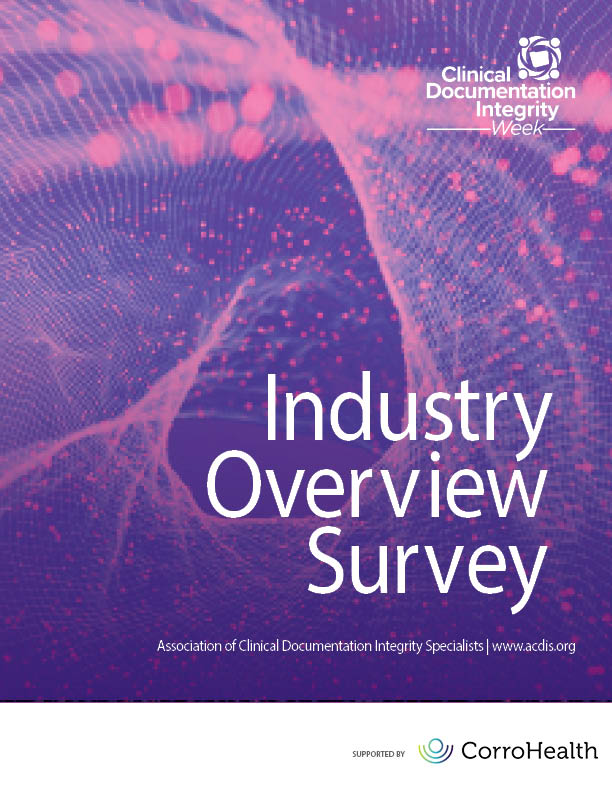 Clinical
Documentation
Integrity
Week
Industry
Overview
Survey
Association of Clinical Documentation Integrity Specialists | www.acdis.org
SUPPORTED BY CorroHealth